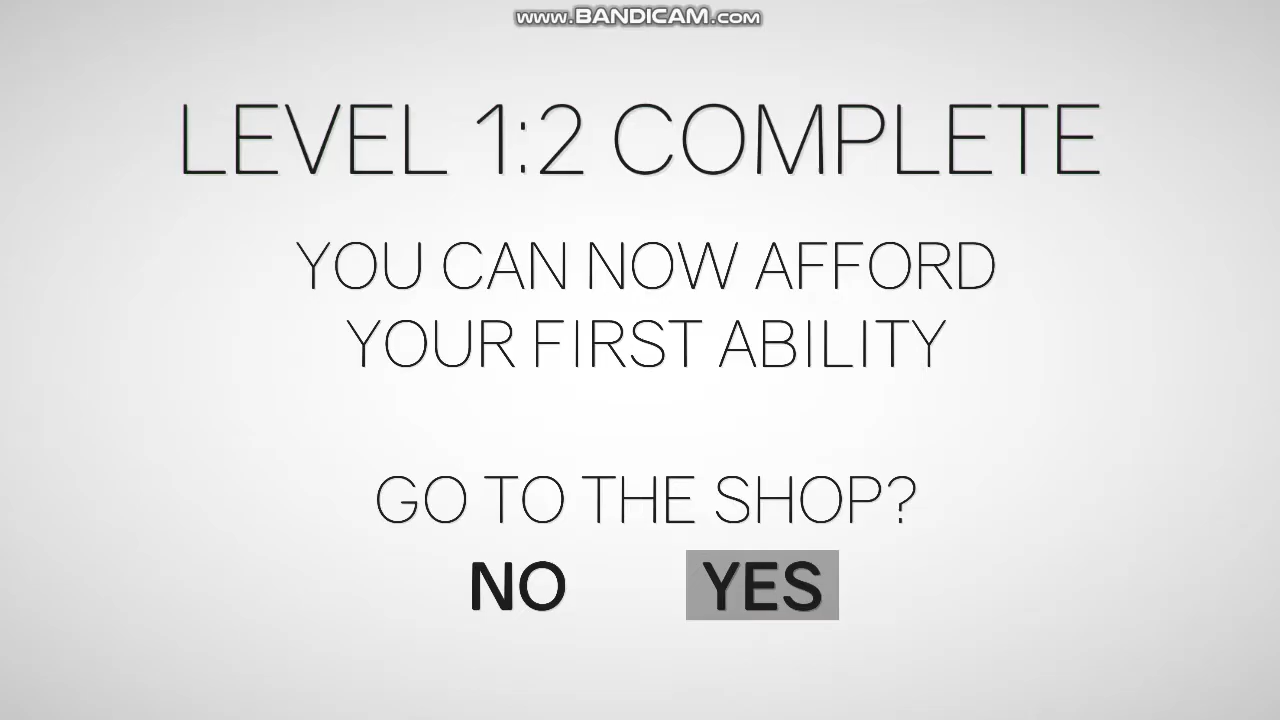 www.BANDICAM.com
LEVEL 1:2 COMPLETE
YOU CAN NOW AFFORD
YOUR FIRST ABILITY
GO TO THE SHOP?
NO YES